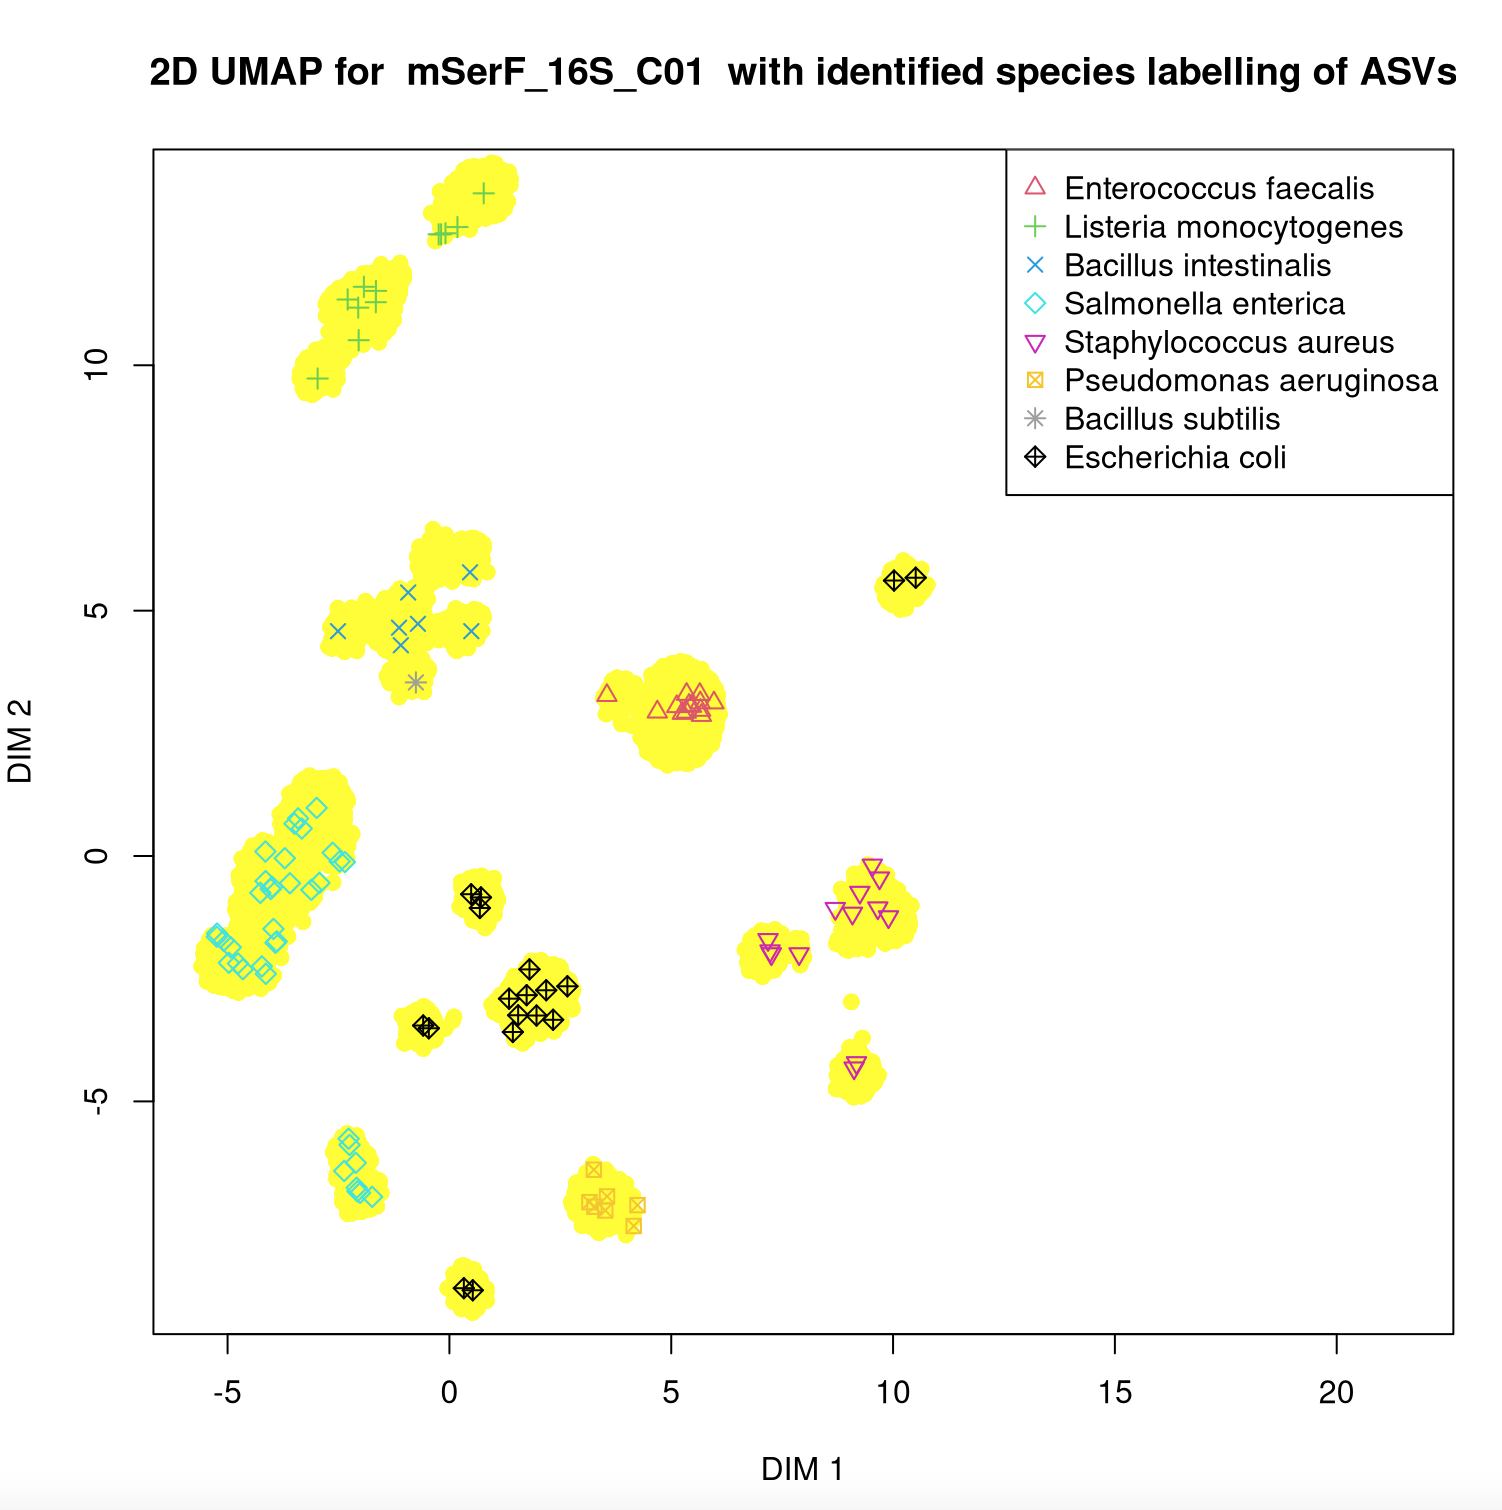 2D UMAP for mSerF_16S_C01 with identified species labelling of ASVs
Enterococcus faecalis
Listeria monocytogenes
Bacillus intestinalis
Salmonella enterica
Staphylococcus aureus
Pseudomonas aeruginosa
Bacillus subtilis
Escherichia coli
10
5
0
-5
DIM 2
-5 0 5 10 15 20
DIM 1